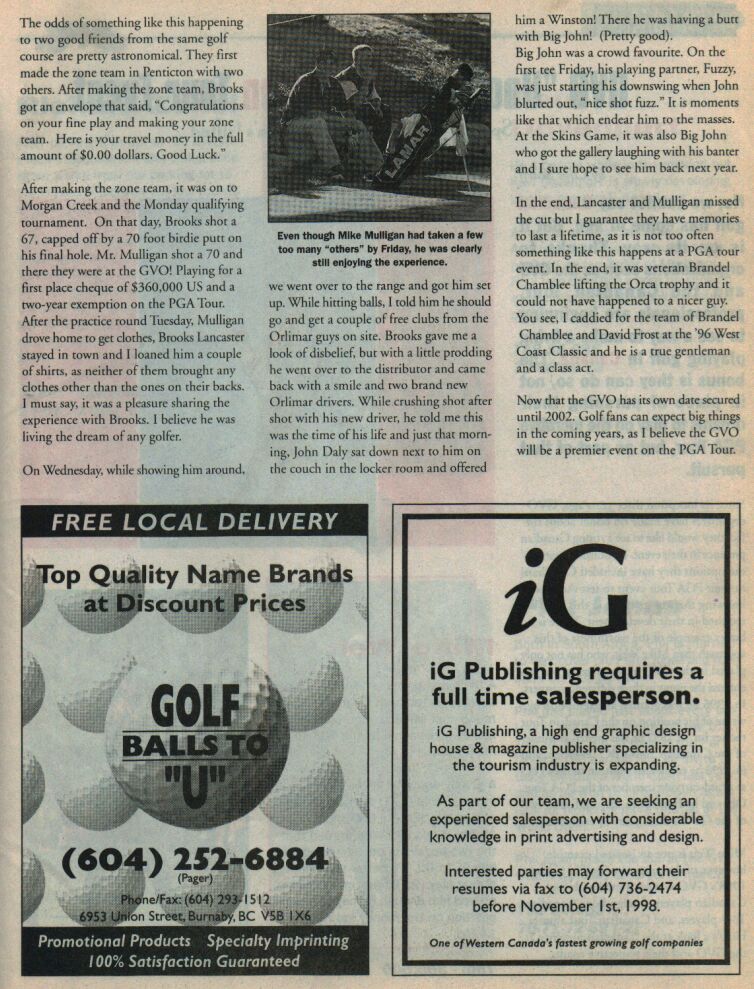 The odds of something like this happening
to two good friends from the same golf
course are pretty astronomical. They first
made the zone team in Penticton with two
others. After making the zone team, Brooks
got an envelope that said, “Congratulations
on your fine play and making your zone
team.  Here is your travel money in the full
amount of $0.00 dollars. Good Luck.”
After making the zone team, it was on to
Morgan Creek and the Monday qualifying
tournament.  On that day, Brooks shot a
67, capped off by a 70 foot birdie putt on
his final hole. Mr. Mulligan shot a 70 and
there they were at the GVO! Playing for a
first place cheque of $360,000 US and a
two-year exemption on the PGA Tour.
After the practice round Tuesday, Mulligan
drove home to get clothes, Brooks Lancaster
stayed in town and I loaned him a couple
of shirts, as neither of them brought any
clothes other than the ones on their backs.
I must say, it was a pleasure sharing the
experience with Brooks. I believe he was
living the dream of any golfer.
On Wednesday, while showing him around,
LAMAR
Even though Mike Mulligan had taken a few
too many “others” by Friday, he was clearly
still enjoying the experience.
we went over to the range and got him set
up. While hitting balls, I told him he should
go and get a couple of free clubs from the
Orlimar guys on site. Brooks gave me a
look of disbelief, but with a little prodding
he went over to the distributor and came
back with a smile and two brand new
Orlimar drivers. While crushing shot after
shot with his new driver, he told me this
was the time of his life and just that morn-
ing, John Daly sat down next to him on
the couch in the locker room and offered
him a Winston! There he was having a butt
with Big John!  (Pretty good).
Big John was a crowd favourite. On the
first tee Friday, his playing partner, Fuzzy,
was just starting his downswing when John
blurted out, “nice shot fuzz.” It is moments
like that which endear him to the masses.
At the Skins Game, it was also Big John
who got the gallery laughing with his banter
and I sure hope to see him back next year.
In the end, Lancaster and Mulligan missed
the cut but I guarantee they have memories
to last a lifetime, as it is not too often
something like this happens at a PGA tour
event. In the end, it was veteran Brandel
Chamblee lifting the Orca trophy and it
could not have happened to a nicer guy.
You see, I caddied for the team of Brandel
Chamblee and David Frost at the ’96 West
Coast Classic and he is a true gentleman
and a class act.
Now that the GVO has its own date secured
until 2002. Golf fans can expect big things
in the coming years, as I believe the GVO
will be a premier event on the PGA Tour.
FREE LOCAL DELIVERY
Top Quality Name Brands
at Discount Prices
GOLF
BALLS TO
"U"
(604) 252-6884
(Pager)
Phone/Fax: (604) 293-1512
6953 Union Street, Burnaby, BC  V5B 1X6
Promotional Products   Specialty Imprinting
100% Satisfaction Guaranteed
iG
iG Publishing requires a
full time salesperson.
iG Publishing, a high end graphic design
house & magazine publisher specializing in
the tourism industry is expanding.
As part of our team, we are seeking an
experienced salesperson with considerable
knowledge in print advertising and design.
Interested parties may forward their
resumes via fax to (604) 736-2474
before November 1st, 1998.
One of Western Canada's fastest growing golf companies